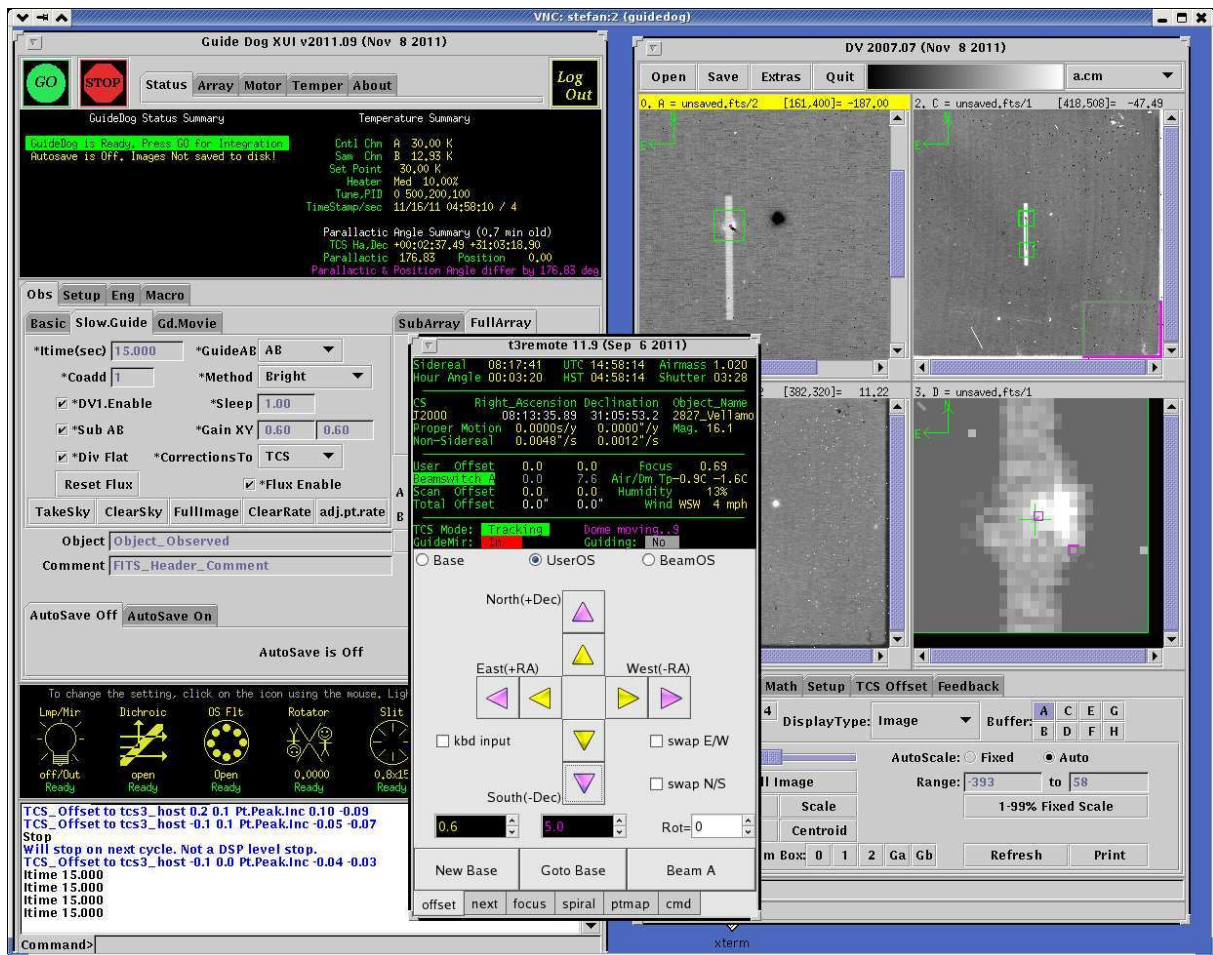 VNC: stefan:2 (guidedog)
Guide Dog XUI v2011.09 (Nov 8 2011)
GO STOP Status Array Motor Temper About Log Out
GuideDog Status Summary
GuideDog is Ready. Press GO for Integration
Autosave is Off. Images Not saved to disk!
Temperature Summary
Cntl Chn A 30.00 K
Sam Chn B 12.93 K
Set Point 30.00 K
Heater Med 10.00%
Tune,PID 0 500,200,100
TimeStamp/sec 11/16/11 04:58:10 / 4
Parallactic Angle Summary (0.7 min old)
TCS Ha,Dec +00:02:37.49 +31:03:18.90
Parallactic 176.83 Position 0.00
Parallactic & Position Angle differ by 176.83 deg
Obs Setup Eng Macro
Basic Slow.Guide Gd.Movie SubArray FullArray
*Itime(sec) 15.000 *GuideAB AB
*Coadd 1 *Method Bright
*DV1.Enable *Sleep 1.00
*Sub AB *Gain XY 0.60 0.60
*Div Flat *CorrectionsTo TCS
Reset Flux *Flux Enable
A
TakeSky ClearSky FullImage ClearRate adj.pt.rate
B
Object Object_Observed
Comment FITS_Header_Comment
AutoSave Off AutoSave On
AutoSave is Off
To change the setting, click on the icon using the mouse.
Lmp/Mir Dichroic OS Flt Rotator Slit
off/Out open Open 0.0000 0.8x15
Ready Ready Ready Ready Ready
TCS_Offset to tcs3_host 0.2 0.1 Pt.Peak.Inc 0.10 -0.09
TCS_Offset to tcs3_host -0.1 0.1 Pt.Peak.Inc -0.05 -0.07
Stop
Will stop on next cycle. Not a DSP level stop.
TCS_Offset to tcs3_host -0.1 0.0 Pt.Peak.Inc -0.04 -0.03
Itime 15.000
Itime 15.000
Itime 15.000
Itime 15.000
Command>
t3remote 11.9 (Sep 6 2011)
Sidereal 08:17:41 UTC 14:58:14 Airmass 1.020
Hour Angle 00:03:20 HST 04:58:14 Shutter 03:28
CS Right_Ascension Declination Object_Name
J2000 08:13:35.89 31:05:53.2 2827_Vellamo
Proper Motion 0.0000s/y 0.0000"/y Mag. 16.1
Non-Sidereal 0.0048"/s 0.0012"/s
User Offset 0.0 0.0 Focus 0.69
Beamswitch A 0.0 7.6 Air/Dm Tp-0.9C -1.6C
Scan Offset 0.0 0.0 Humidity 13%
Total Offset 0.0" 0.0" Wind WSW 4 mph
TCS Mode: Tracking Dome moving..9
GuideMir: In Guiding: No
Base UserOS BeamOS
North(+Dec)
East(+RA) West(-RA)
kbd input swap E/W
swap N/S
South(-Dec)
0.6 5.0 Rot= 0
New Base Goto Base Beam A
offset next focus spiral ptmap cmd
DV 2007.07 (Nov 8 2011)
Open Save Extras Quit a.cm
0. A = unsaved.fts/2 [161,400]= -187.00
2. C = unsaved.fts/1 [418,508]= -47.49
N
E
N
E
2 [382,320]= 11.22
3. D = unsaved.fts/1
E
Math Setup TCS Offset Feedback
4 DisplayType: Image Buffer: A C E G
B D F H
AutoScale: Fixed Auto
Image Range: -393 to 58
Scale 1-99% Fixed Scale
Centroid
m Box: 0 1 2 Ga Gb Refresh Print
xterm